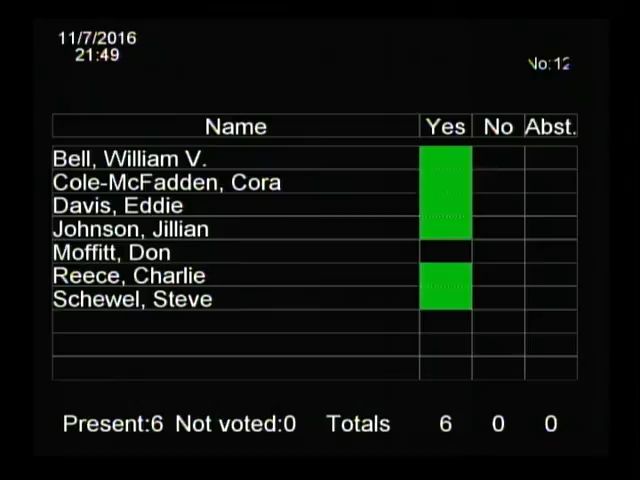 11/7/2016
21:49
No:12
Name Yes No Abst.
Bell, William V.
Cole-McFadden, Cora
Davis, Eddie
Johnson, Jillian
Moffitt, Don
Reece, Charlie
Schewel, Steve
Present:6 Not voted:0 Totals 6 0 0